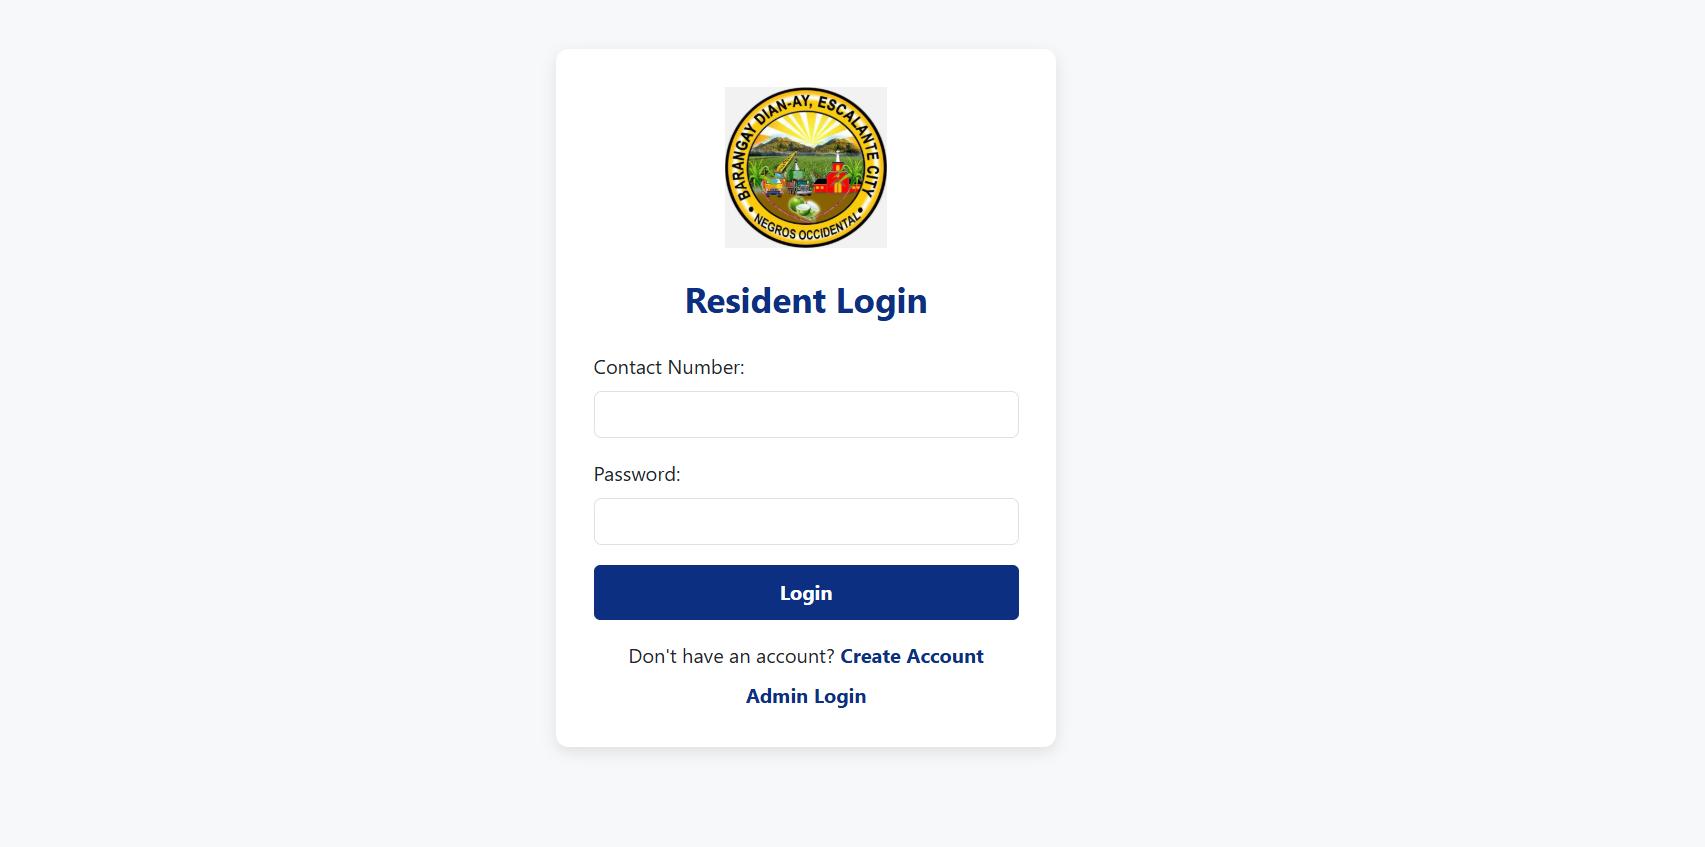 BARANGAY DIAN-AY, ESCALANTE CITY
• NEGROS OCCIDENTAL •
Resident Login
Contact Number:
Password:
Login
Don't have an account? Create Account
Admin Login